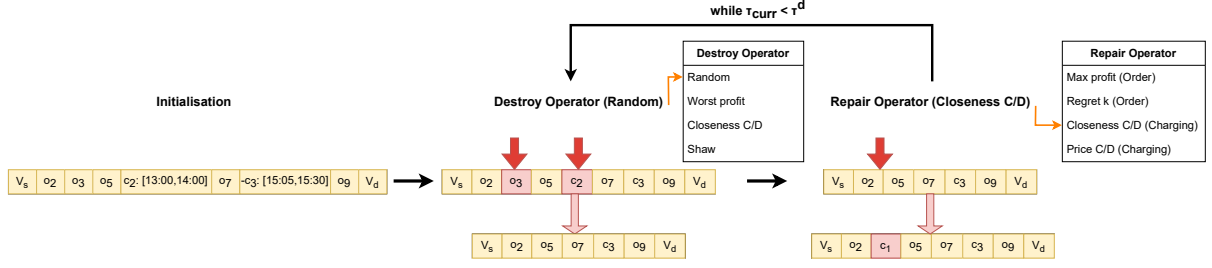 while τcurr < τd
Destroy Operator
Random
Worst profit
Closeness C/D
Shaw
Repair Operator
Max profit (Order)
Regret k (Order)
Closeness C/D (Charging)
Price C/D (Charging)
Initialisation
Destroy Operator (Random)
Repair Operator (Closeness C/D)
Vs o2 o3 o5 c2: [13:00,14:00] o7 -c3: [15:05,15:30] o9 Vd
Vs o2 o3 o5 c2 o7 c3 o9 Vd
Vs o2 o5 o7 c3 o9 Vd
Vs o2 o5 o7 c3 o9 Vd
Vs o2 c1 o5 o7 c3 o9 Vd